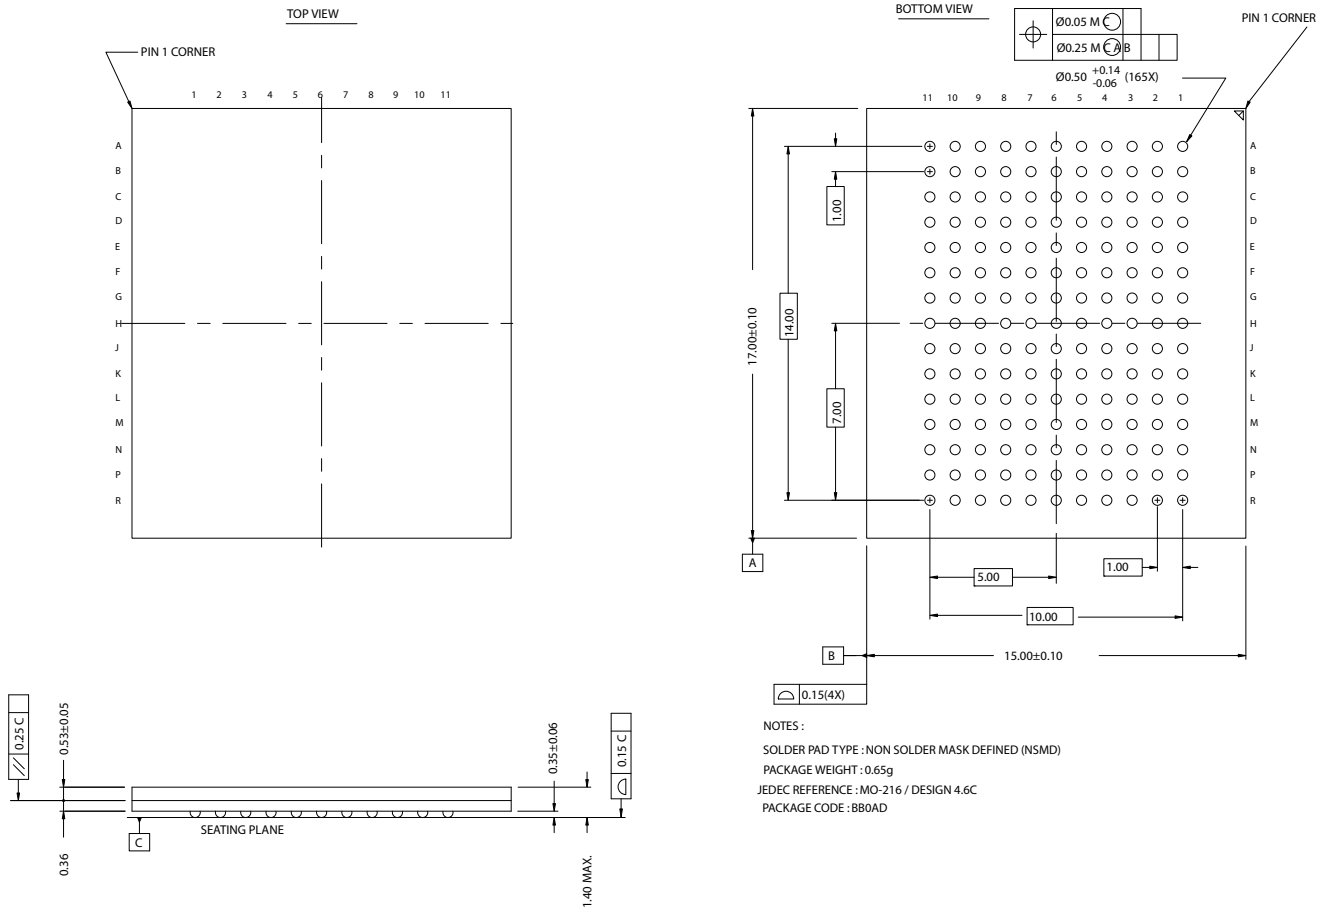 TOP VIEW
PIN 1 CORNER
1 2 3 4 5 6 7 8 9 10 11
A
B
C
D
E
F
G
H
J
K
L
M
N
P
R
BOTTOM VIEW
PIN 1 CORNER
Ø0.05 M C
Ø0.25 M C A B
Ø0.50 +0.14 -0.06 (165X)
11 10 9 8 7 6 5 4 3 2 1
A
B
C
D
E
F
G
H
J
K
L
M
N
P
R
1.00
17.00±0.10
14.00
7.00
A
5.00
1.00
10.00
B
15.00±0.10
0.15(4X)
0.25 C
0.53±0.05
0.35±0.06
0.15 C
SEATING PLANE
C
0.36
1.40 MAX.
NOTES :
SOLDER PAD TYPE : NON SOLDER MASK DEFINED (NSMD)
PACKAGE WEIGHT : 0.65g
JEDEC REFERENCE : MO-216 / DESIGN 4.6C
PACKAGE CODE : BB0AD